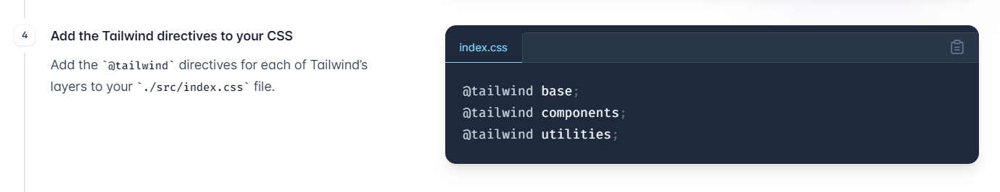 4
Add the Tailwind directives to your CSS
Add the `@tailwind` directives for each of Tailwind’s
layers to your `./src/index.css` file.
index.css
@tailwind base;
@tailwind components;
@tailwind utilities;